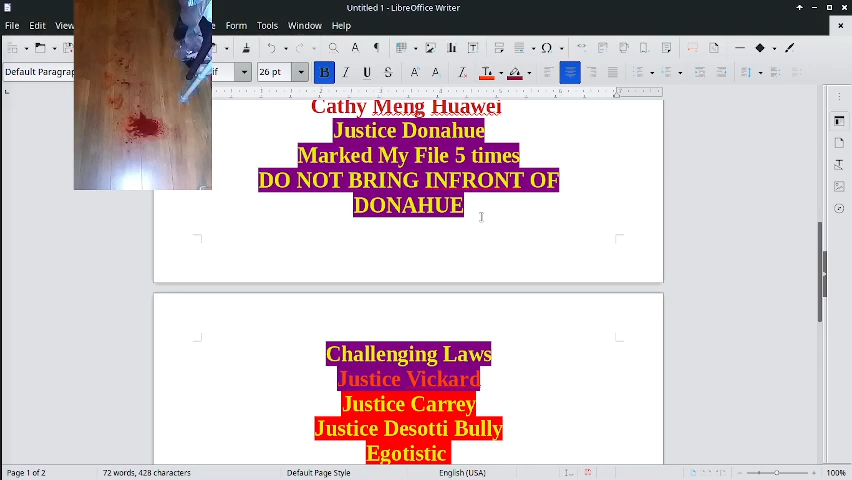 Untitled 1 - LibreOffice Writer
File Edit Form Tools Window Help
Default Paragraph 26 pt
Cathy Meng Huawei
Justice Donahue
Marked My File 5 times
DO NOT BRING INFRONT OF
DONAHUE
Challenging Laws
Justice Vickard
Justice Carrey
Justice Desotti Bully
Egotistic
Page 1 of 2 72 words, 428 characters Default Page Style English (USA) 100%